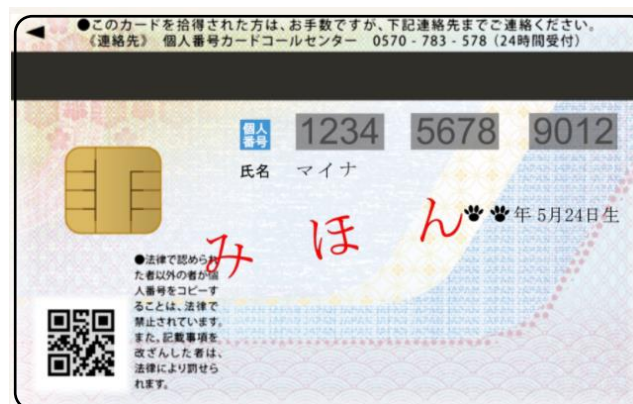 ●このカードを拾得された方は、お手数ですが、下記連絡先までご連絡ください。
《連絡先》 個人番号カードコールセンター 0570 - 783 - 578（24時間受付）
個人番号 1234 5678 9012
氏名 マイナ
年 5月24日生
みほん
●法律で認められ
た者以外の者が個
人番号をコピーす
ることは、法律で
禁止されています。
また、記載事項を
改ざんした者は、
法律により罰せら
れます。